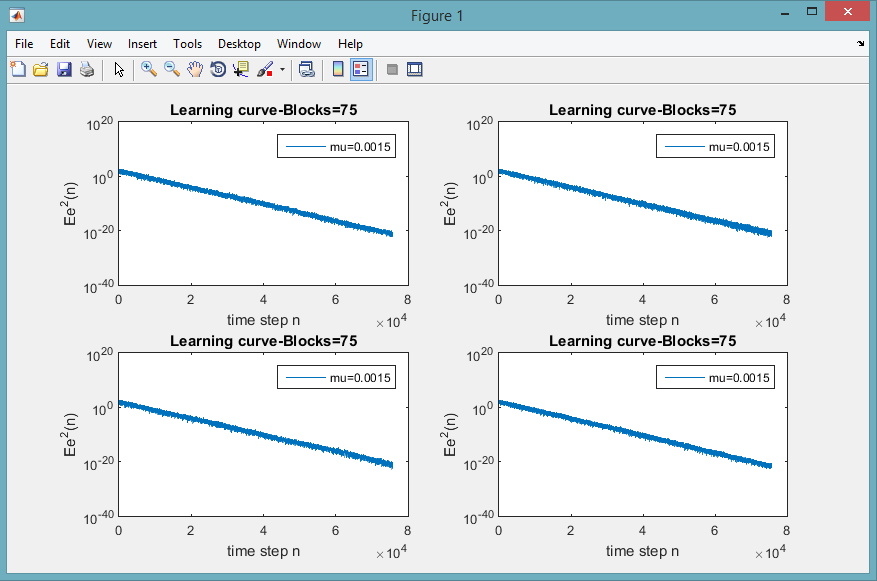 Figure 1
File Edit View Insert Tools Desktop Window Help
Learning curve-Blocks=75
10^20
10^0
10^-20
10^-40
Ee^2(n)
mu=0.0015
0 2 4 6 8
×10^4
time step n
Learning curve-Blocks=75
10^20
10^0
10^-20
10^-40
Ee^2(n)
mu=0.0015
0 2 4 6 8
×10^4
time step n
Learning curve-Blocks=75
10^20
10^0
10^-20
10^-40
Ee^2(n)
mu=0.0015
0 2 4 6 8
×10^4
time step n
Learning curve-Blocks=75
10^20
10^0
10^-20
10^-40
Ee^2(n)
mu=0.0015
0 2 4 6 8
×10^4
time step n